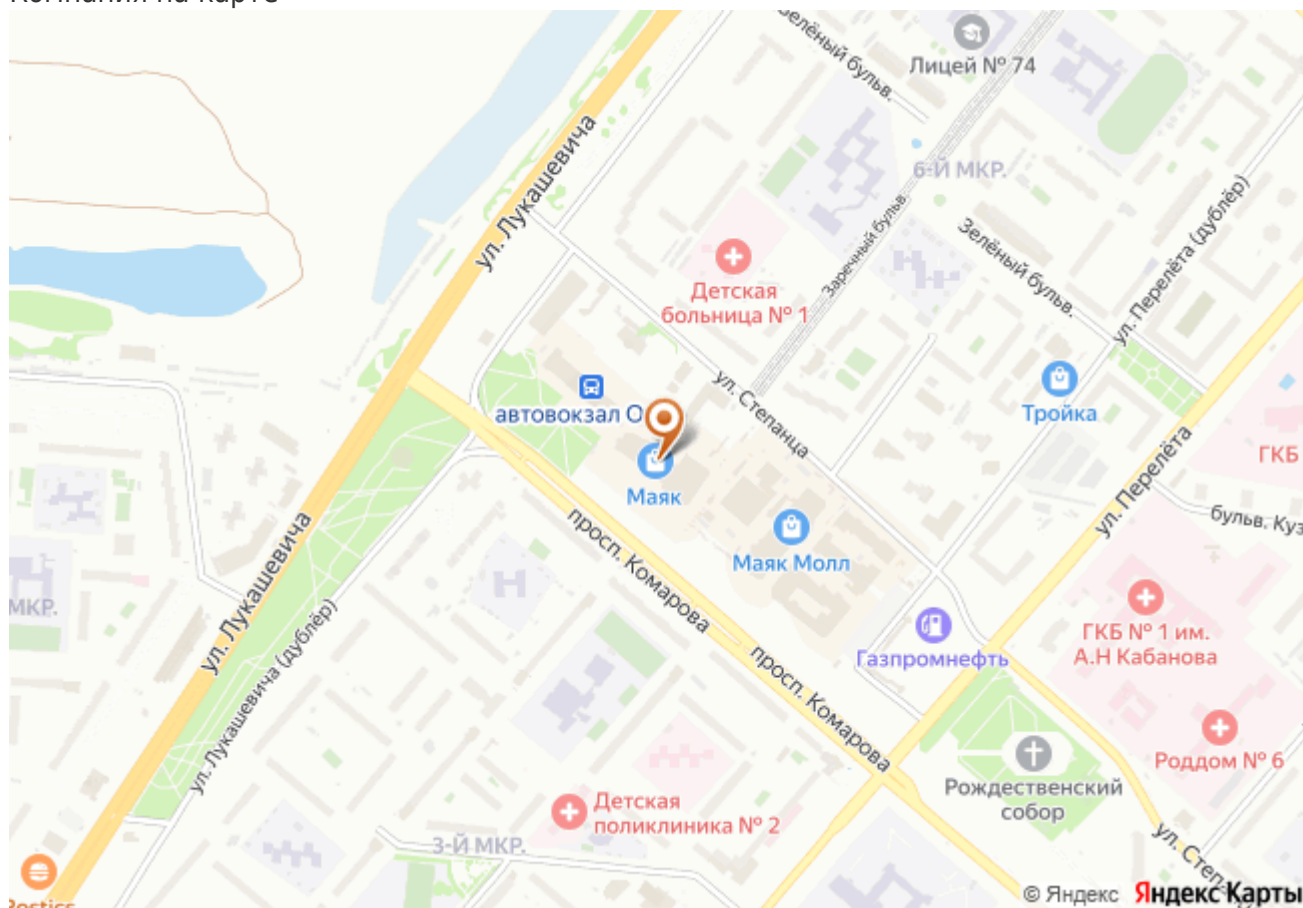 Зелёный бульв.
Лицей № 74
ул. Лукашевича
6-Й МКР.
Заречный бульв.
Зелёный бульв.
ул. Перелёта (дублёр)
Детская
больница № 1
ул. Степанца
Тройка
автовокзал О
Маяк
Маяк Молл
ул. Перелёта
ГКБ
бульв. Куз
просп. Комарова
ул. Лукашевича
МКР.
ул. Лукашевича (дублёр)
Газпромнефть
ГКБ № 1 им.
А.Н Кабанова
просп. Комарова
Роддом № 6
Рождественский
собор
Детская
поликлиника № 2
3-Й МКР.
ул. Степ
© Яндекс Яндекс Карты